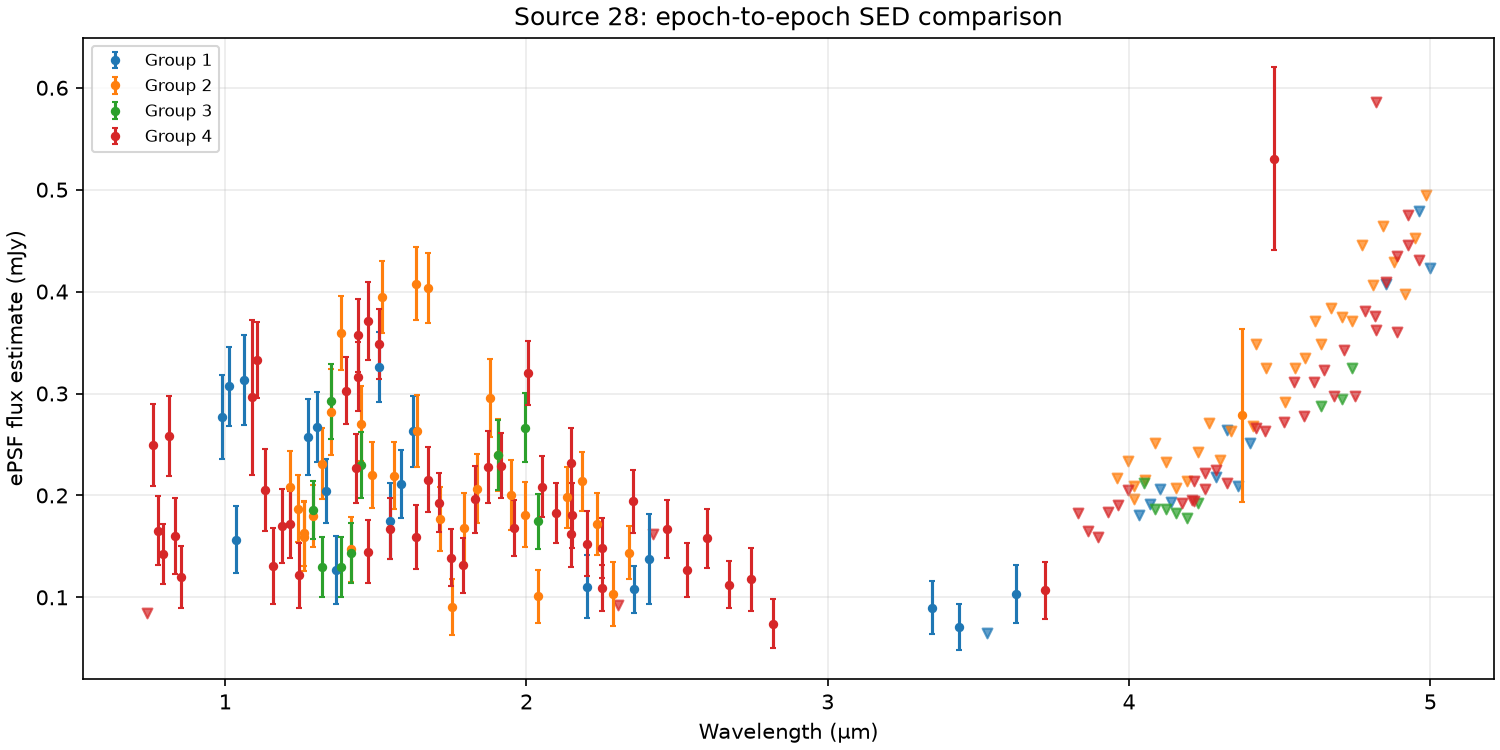 Source 28: epoch-to-epoch SED comparison
Group 1
Group 2
Group 3
Group 4
ePSF flux estimate (mJy)
0.6
0.5
0.4
0.3
0.2
0.1
1 2 3 4 5
Wavelength (μm)